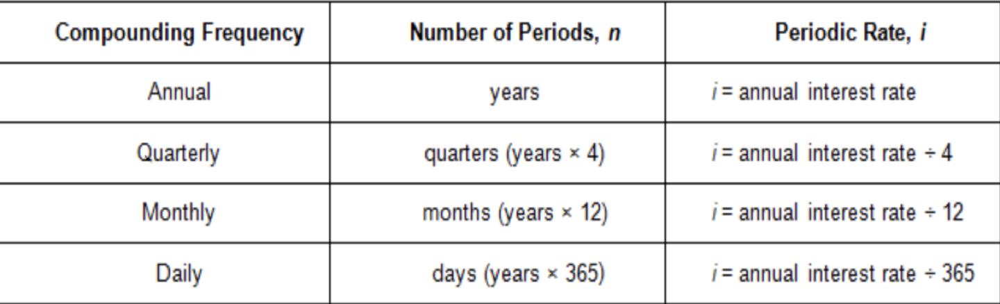 Compounding Frequency Number of Periods, n Periodic Rate, i
Annual years i = annual interest rate
Quarterly quarters (years × 4) i = annual interest rate ÷ 4
Monthly months (years × 12) i = annual interest rate ÷ 12
Daily days (years × 365) i = annual interest rate ÷ 365